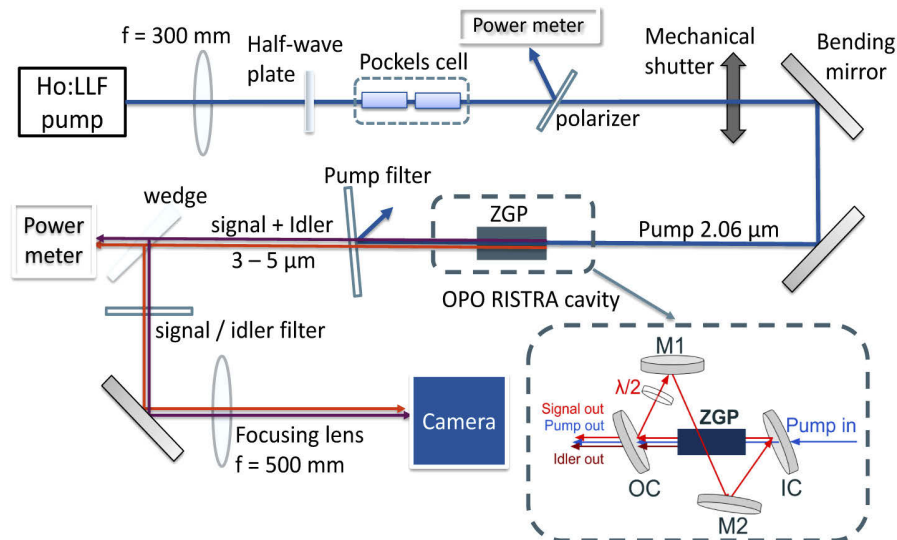 f = 300 mm
Half-wave
plate
Pockels cell
Power meter
Mechanical
shutter
Bending
mirror
Ho:LLF
pump
polarizer
wedge
Pump filter
ZGP
Power
meter
signal + Idler
3 – 5 µm
Pump 2.06 µm
OPO RISTRA cavity
signal / idler filter
M1
λ/2
Signal out
Pump out
Idler out
ZGP
Pump in
OC
IC
M2
Focusing lens
f = 500 mm
Camera